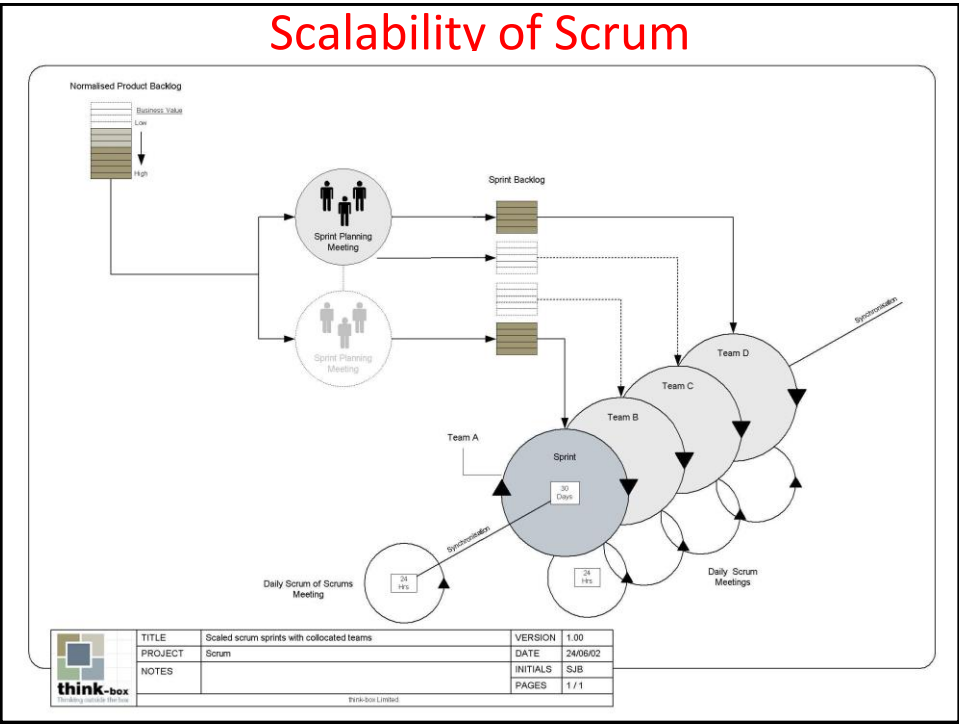 Scalability of Scrum
Normalised Product Backlog
Business Value
Low
High
Sprint Planning
Meeting
Sprint Planning
Meeting
Sprint Backlog
Synchronisation
Team D
Team C
Team B
Team A
Sprint
30
Days
Synchronisation
Daily Scrum of Scrums
Meeting
24
Hrs
24
Hrs
Daily Scrum
Meetings
think-box
Thinking outside the box
TITLE Scaled scrum sprints with collocated teams VERSION 1.00
PROJECT Scrum DATE 24/06/02
NOTES INITIALS SJB
PAGES 1 / 1
think-box Limited